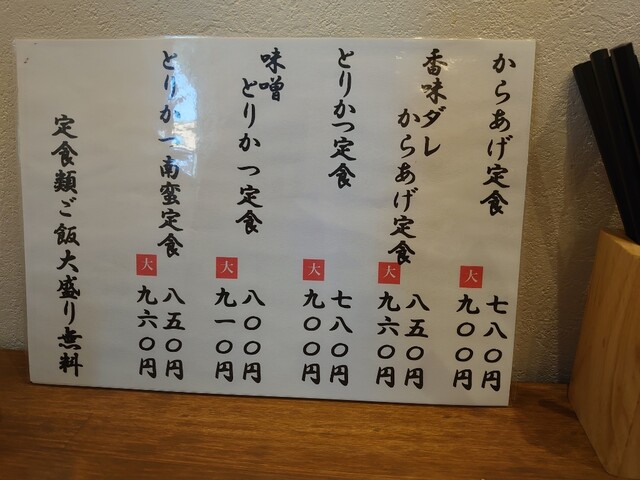 からあげ定食
七八〇円
大
九〇〇円
香味ダレ
からあげ定食
八五〇円
大
九六〇円
とりかつ定食
七八〇円
大
九〇〇円
味噌
とりかつ定食
八〇〇円
大
九一〇円
とりかつ南蛮定食
八五〇円
大
九六〇円
定食類ご飯大盛り無料